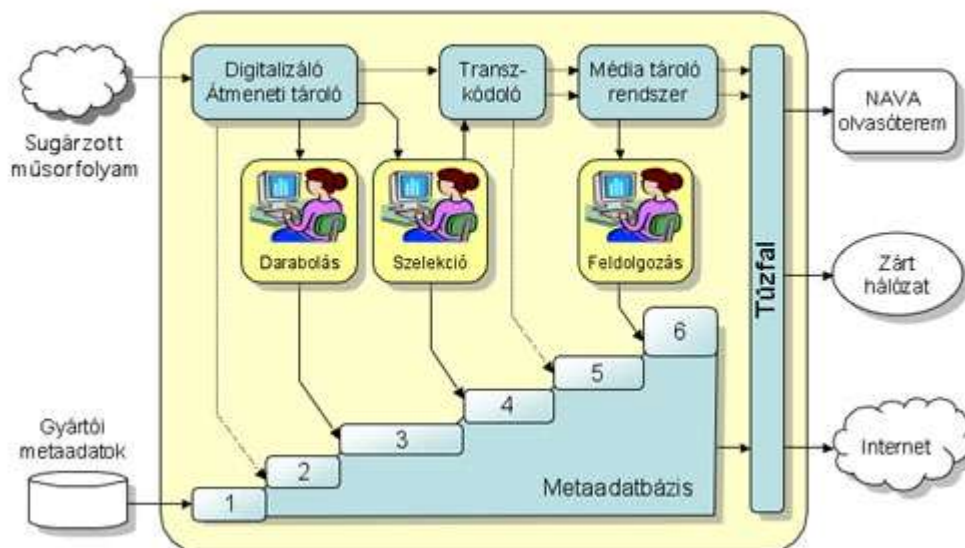 Sugárzott
műsorfolyam
Digitalizáló
Átmeneti tároló
Transz-
kódoló
Média tároló
rendszer
NAVA
olvasóterem
Darabolás
Szelekció
Feldolgozás
Tűzfal
Zárt
hálózat
6
5
4
3
2
1
Gyártói
metaadatok
Metaadatbázis
Internet